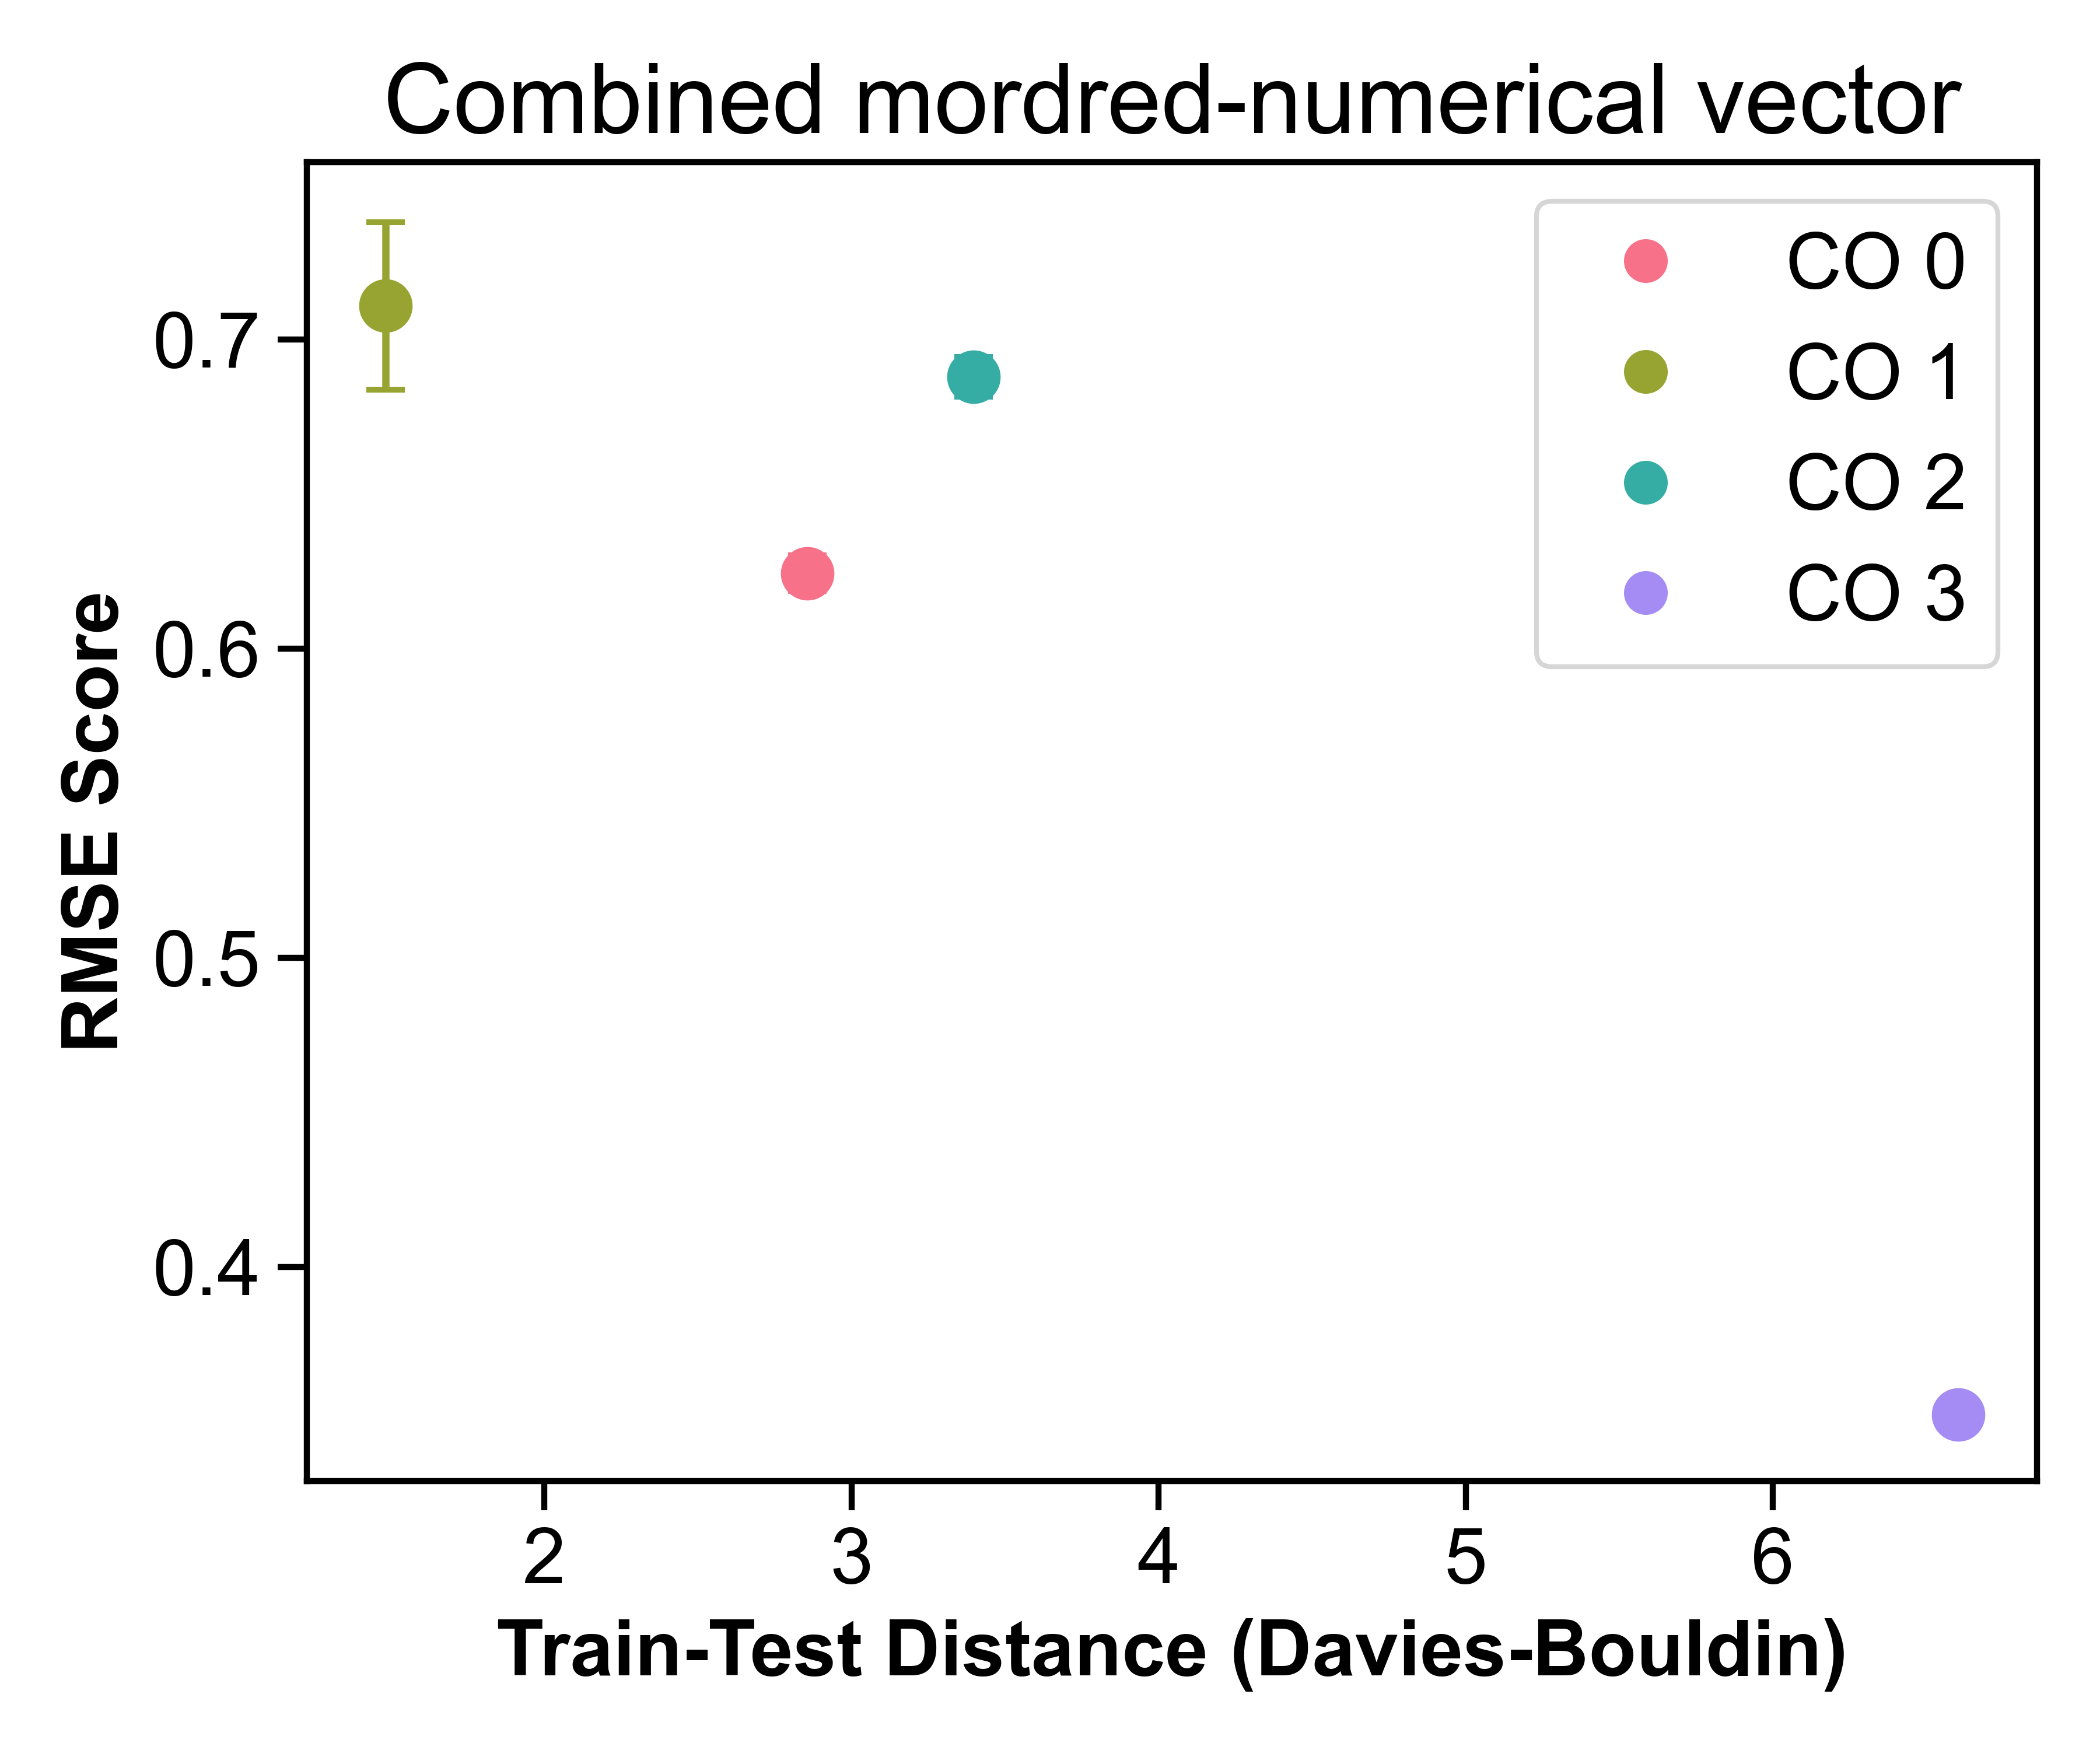 Combined mordred-numerical vector
CO 0
CO 1
CO 2
CO 3
0.7
0.6
0.5
0.4
RMSE Score
2 3 4 5 6
Train-Test Distance (Davies-Bouldin)